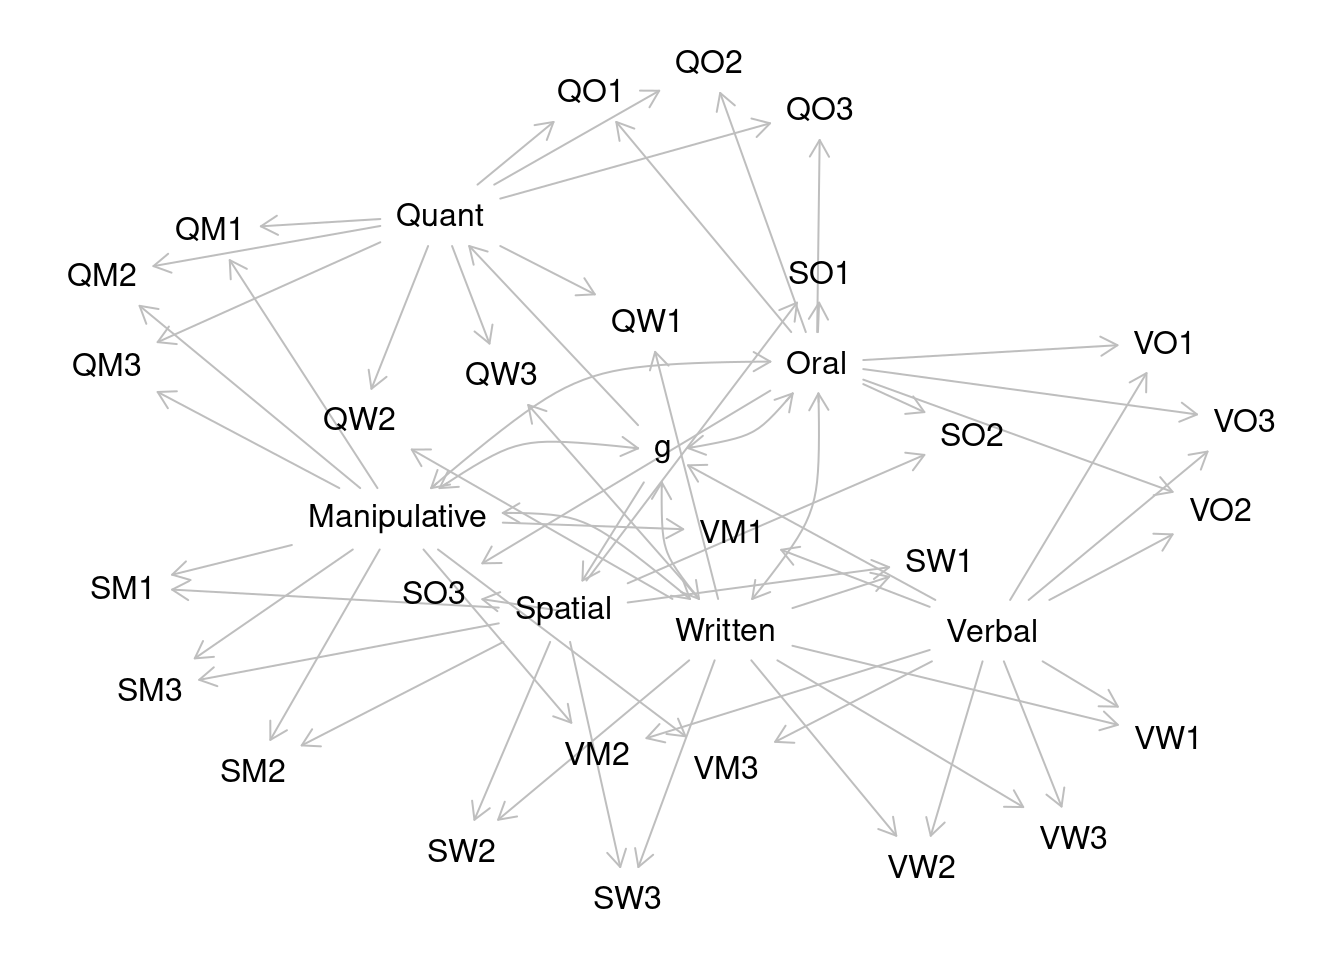 QO2
QO1
QO3
Quant
QM1
QM2
SO1
QW1
VO1
QM3
QW3
Oral
QW2
VO3
SO2
g
VO2
Manipulative
VM1
SW1
SM1
SO3
Spatial
Written
Verbal
SM3
VW1
VM2
VM3
SM2
VW3
SW2
VW2
SW3